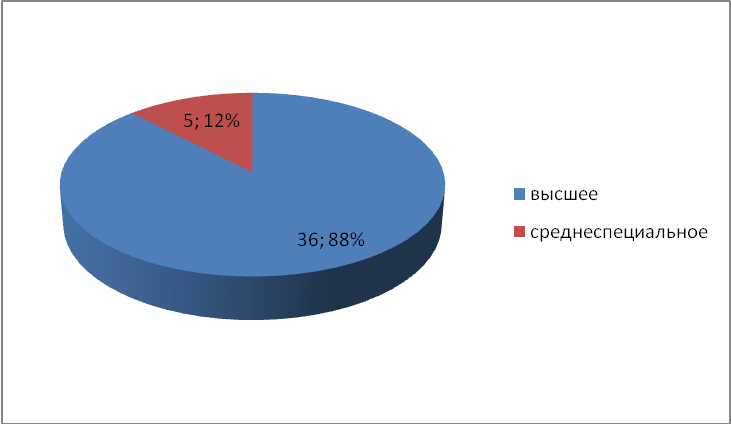 5; 12%
36; 88%
высшее
среднеспециальное